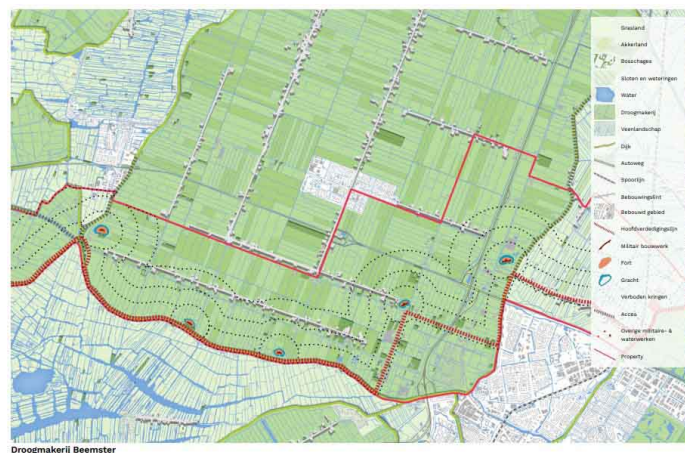 Grasland
Akkerland
Bosschages
Sloten en weteringen
Water
Droogmakerij
Veenlandschap
Dijk
Autoweg
Spoorlijn
Bebouwingslint
Bebouwd gebied
Hoofdverdedigingslijn
Militair bouwwerk
Fort
Gracht
Verboden kringen
Acces
Overige militaire- &
waterwerken
Property
Droogmakerij Beemster